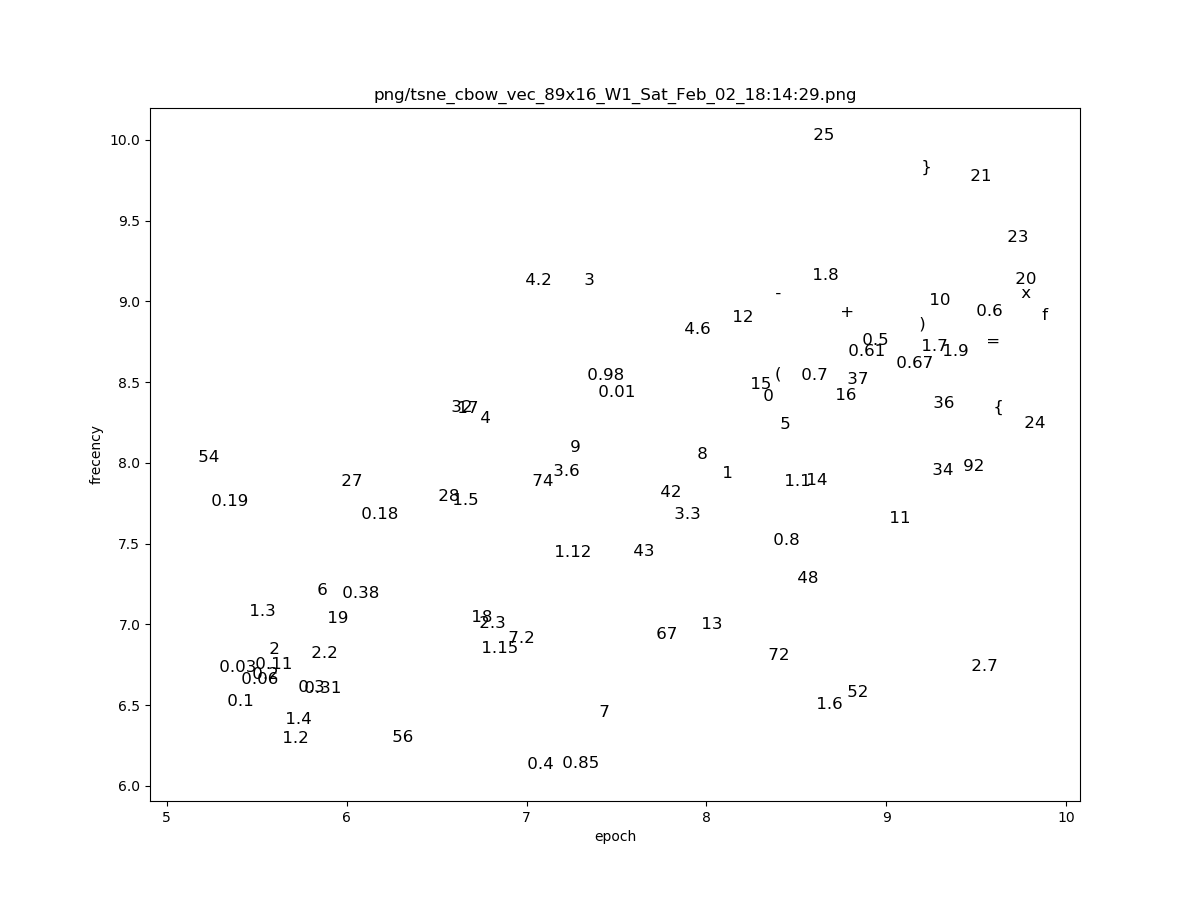 png/tsne_cbow_vec_89x16_W1_Sat_Feb_02_18:14:29.png
10.0
25
}
21
9.5
23
4.2 3 1.8 20
9.0
- 10 x
4.6 12 + ) 0.6 f
0.5 1.7 =
0.61 0.67 1.9
8.5
0.98 ( 0.7 37
0.01 15 0 16 36 { 24
32 17 4 5
frecency
8.0
54 9 8
27 74 3.6 1 34 92
0.19 28 1.5 42 1.1 14
0.18 3.3 11
7.5
1.12 43 0.8
48
6 0.38
1.3 19 18 2.3
7.0
7.2 67 13
2 2.2 1.15 72
0.03 0.11 2.7
0.06 0.2 0.3 0.31 52
6.5
0.1 1.6
1.4 7
1.2 56
0.4 0.85
6.0
5 6 7 8 9 10
epoch